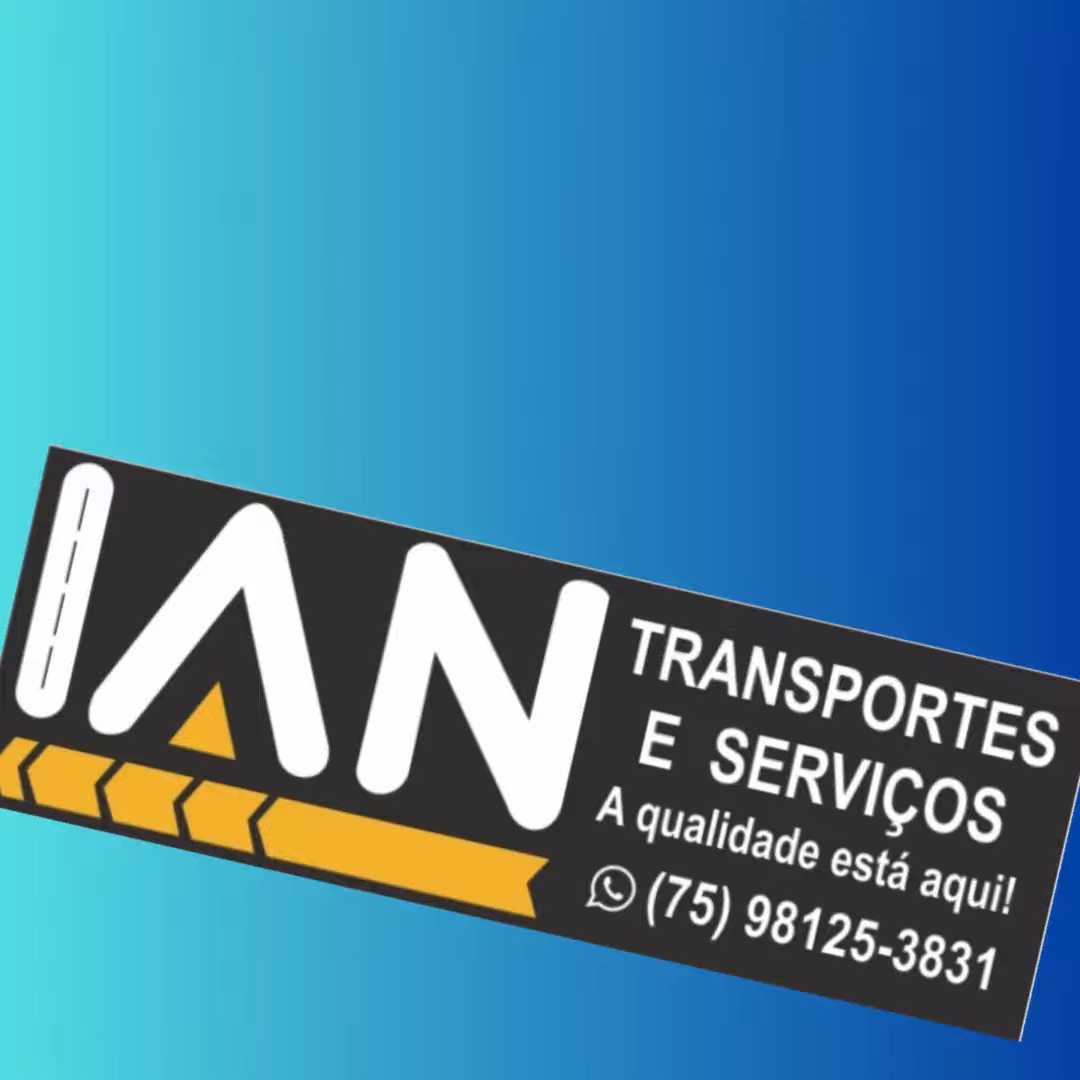 IAN
TRANSPORTES
E SERVIÇOS
A qualidade está aqui!
(75) 98125-3831